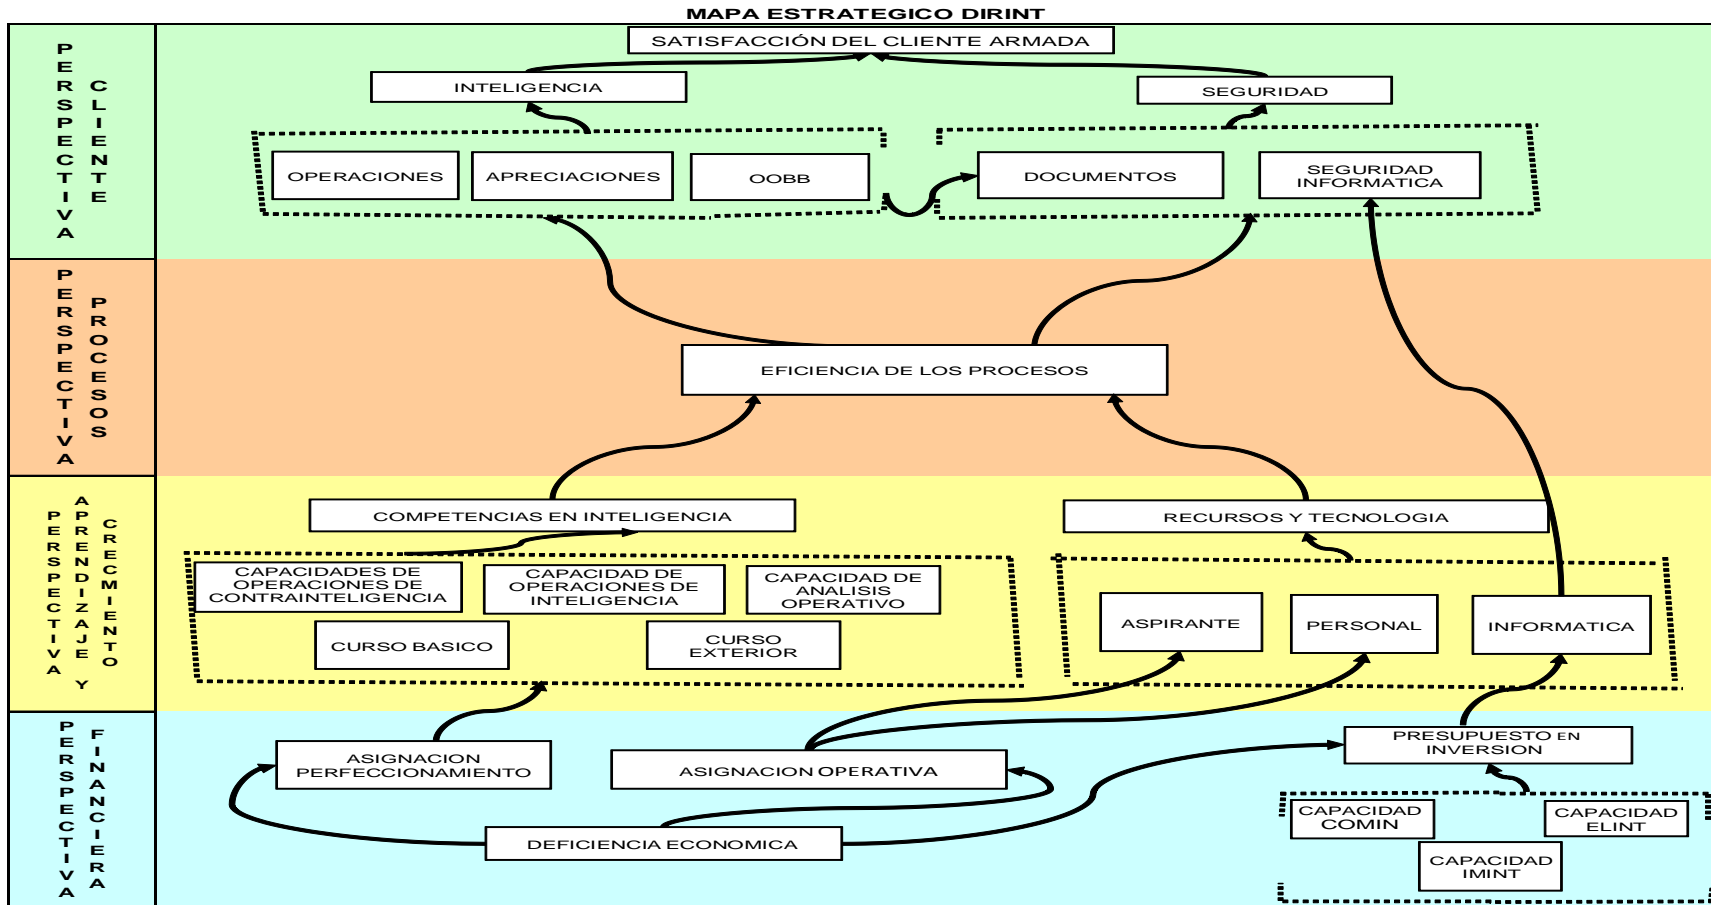 MAPA ESTRATEGICO DIRINT
PERSPECTIVA
CLIENTE
SATISFACCIÓN DEL CLIENTE ARMADA
INTELIGENCIA
SEGURIDAD
OPERACIONES
APRECIACIONES
OOBB
DOCUMENTOS
SEGURIDAD
INFORMATICA
PERSPECTIVA
PROCESOS
EFICIENCIA DE LOS PROCESOS
PERSPECTIVA
APRENDIZAJE Y
CRECMIENTO
COMPETENCIAS EN INTELIGENCIA
RECURSOS Y TECNOLOGIA
CAPACIDADES DE
OPERACIONES DE
CONTRAINTELIGENCIA
CAPACIDAD DE
OPERACIONES DE
INTELIGENCIA
CAPACIDAD DE
ANALISIS
OPERATIVO
CURSO BASICO
CURSO
EXTERIOR
ASPIRANTE
PERSONAL
INFORMATICA
PERSPECTIVA
FINANCIERA
ASIGNACION
PERFECCIONAMIENTO
ASIGNACION OPERATIVA
PRESUPUESTO EN
INVERSION
DEFICIENCIA ECONOMICA
CAPACIDAD
COMIN
CAPACIDAD
ELINT
CAPACIDAD
IMINT